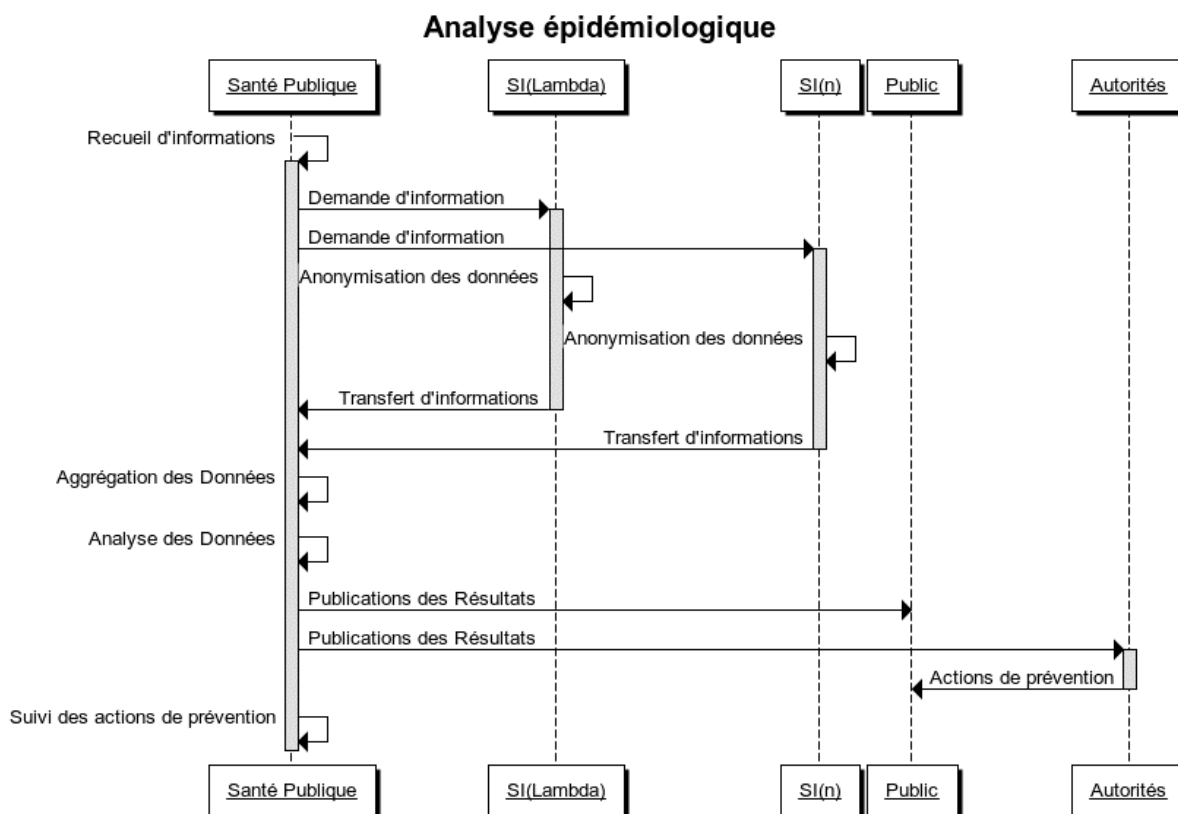 Analyse épidémiologique
Santé Publique
SI(Lambda)
SI(n)
Public
Autorités
Recueil d'informations
Demande d'information
Demande d'information
Anonymisation des données
Anonymisation des données
Transfert d'informations
Transfert d'informations
Aggrégation des Données
Analyse des Données
Publications des Résultats
Publications des Résultats
Actions de prévention
Suivi des actions de prévention
Santé Publique
SI(Lambda)
SI(n)
Public
Autorités